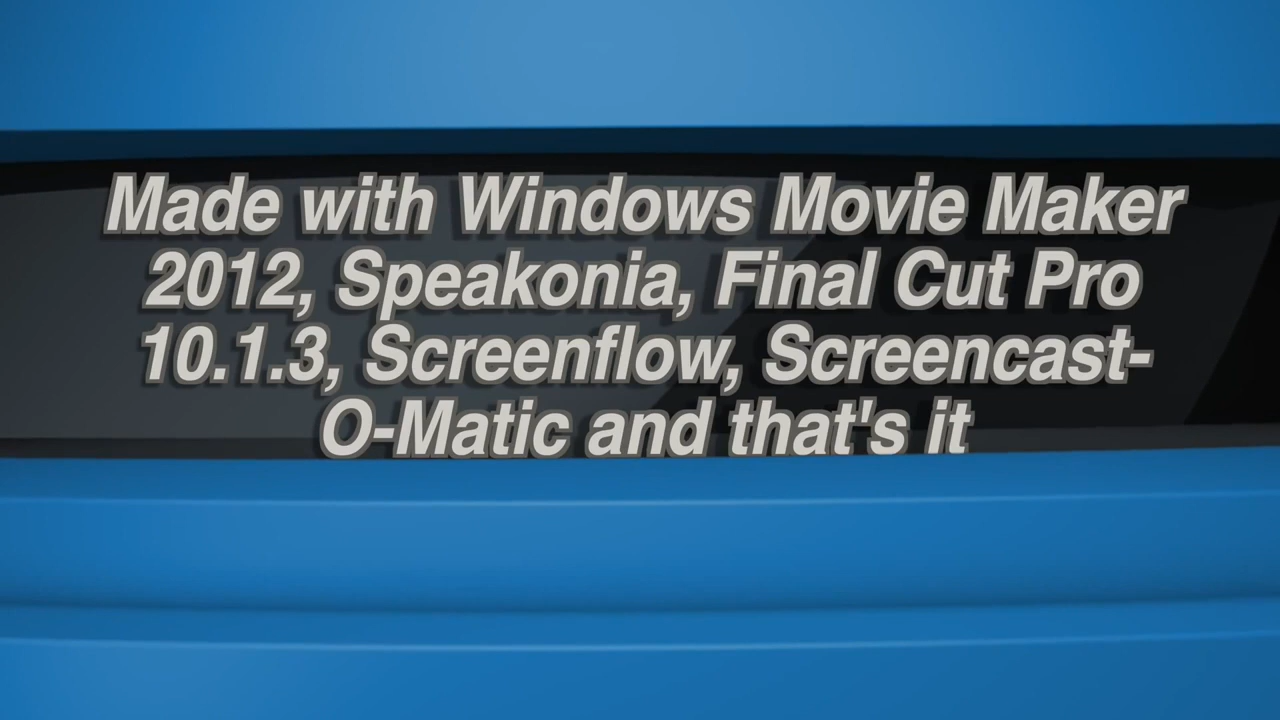 Made with Windows Movie Maker
2012, Speakonia, Final Cut Pro
10.1.3, Screenflow, Screencast-
O-Matic and that's it